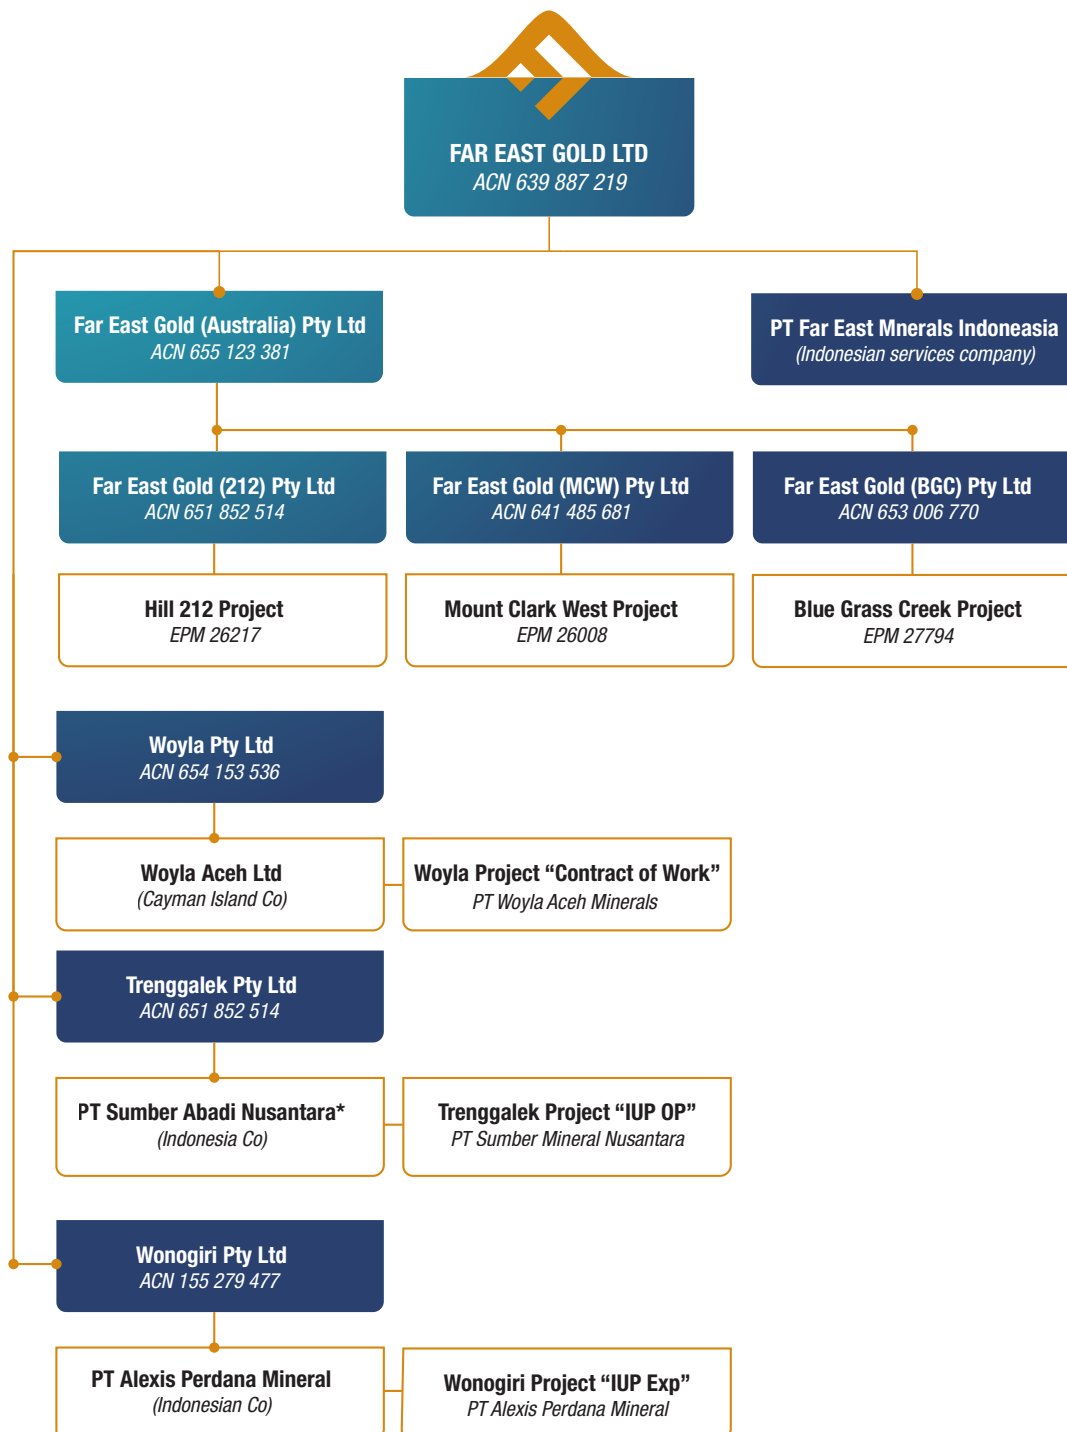 FAR EAST GOLD LTD
ACN 639 887 219
Far East Gold (Australia) Pty Ltd
ACN 655 123 381
PT Far East Mnerals Indoneasia
(Indonesian services company)
Far East Gold (212) Pty Ltd
ACN 651 852 514
Far East Gold (MCW) Pty Ltd
ACN 641 485 681
Far East Gold (BGC) Pty Ltd
ACN 653 006 770
Hill 212 Project
EPM 26217
Mount Clark West Project
EPM 26008
Blue Grass Creek Project
EPM 27794
Woyla Pty Ltd
ACN 654 153 536
Woyla Aceh Ltd
(Cayman Island Co)
Woyla Project “Contract of Work”
PT Woyla Aceh Minerals
Trenggalek Pty Ltd
ACN 651 852 514
PT Sumber Abadi Nusantara*
(Indonesia Co)
Trenggalek Project “IUP OP”
PT Sumber Mineral Nusantara
Wonogiri Pty Ltd
ACN 155 279 477
PT Alexis Perdana Mineral
(Indonesian Co)
Wonogiri Project “IUP Exp”
PT Alexis Perdana Mineral